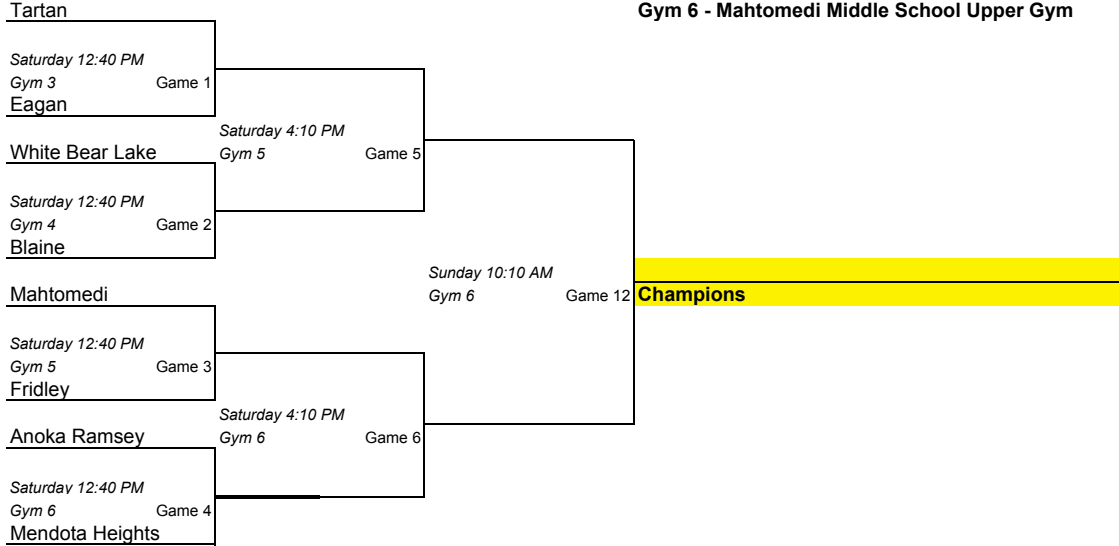 Tartan
Gym 6 - Mahtomedi Middle School Upper Gym
Saturday 12:40 PM
Gym 3 Game 1
Eagan
Saturday 4:10 PM
White Bear Lake Gym 5 Game 5
Saturday 12:40 PM
Gym 4 Game 2
Blaine
Sunday 10:10 AM
Mahtomedi Gym 6 Game 12 Champions
Saturday 12:40 PM
Gym 5 Game 3
Fridley
Saturday 4:10 PM
Anoka Ramsey Gym 6 Game 6
Saturday 12:40 PM
Gym 6 Game 4
Mendota Heights